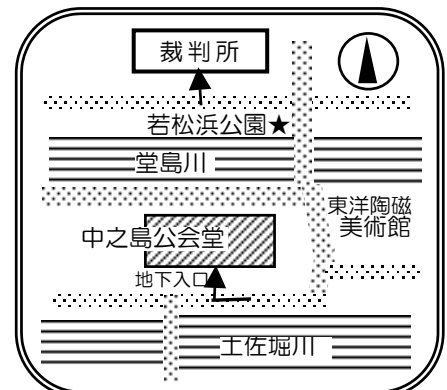 裁判所
若松浜公園★
堂島川
東洋陶磁
美術館
中之島公会堂
地下入口
土佐堀川